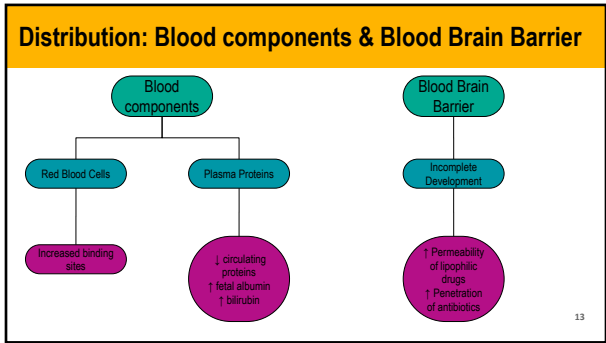 Distribution: Blood components & Blood Brain Barrier
Blood
components
Red Blood Cells
Increased binding
sites
Plasma Proteins
↓ circulating
proteins
↑ fetal albumin
↑ bilirubin
Blood Brain
Barrier
Incomplete
Development
↑ Permeability
of lipophilic
drugs
↑ Penetration
of antibiotics
13